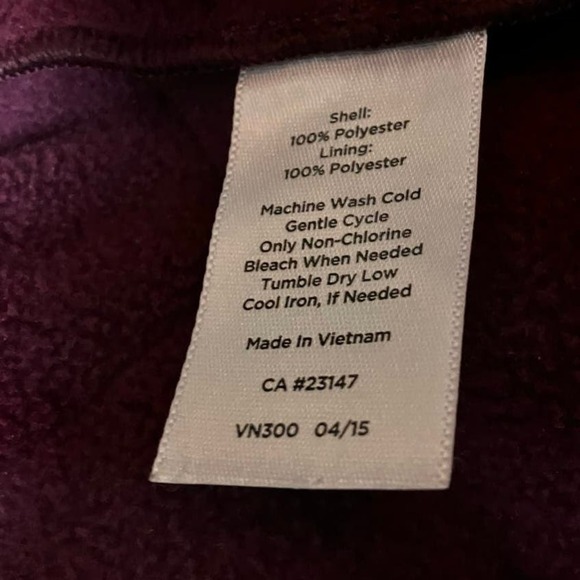 Shell:
100% Polyester
Lining:
100% Polyester
Machine Wash Cold
Gentle Cycle
Only Non-Chlorine
Bleach When Needed
Tumble Dry Low
Cool Iron, If Needed
Made In Vietnam
CA #23147
VN300 04/15